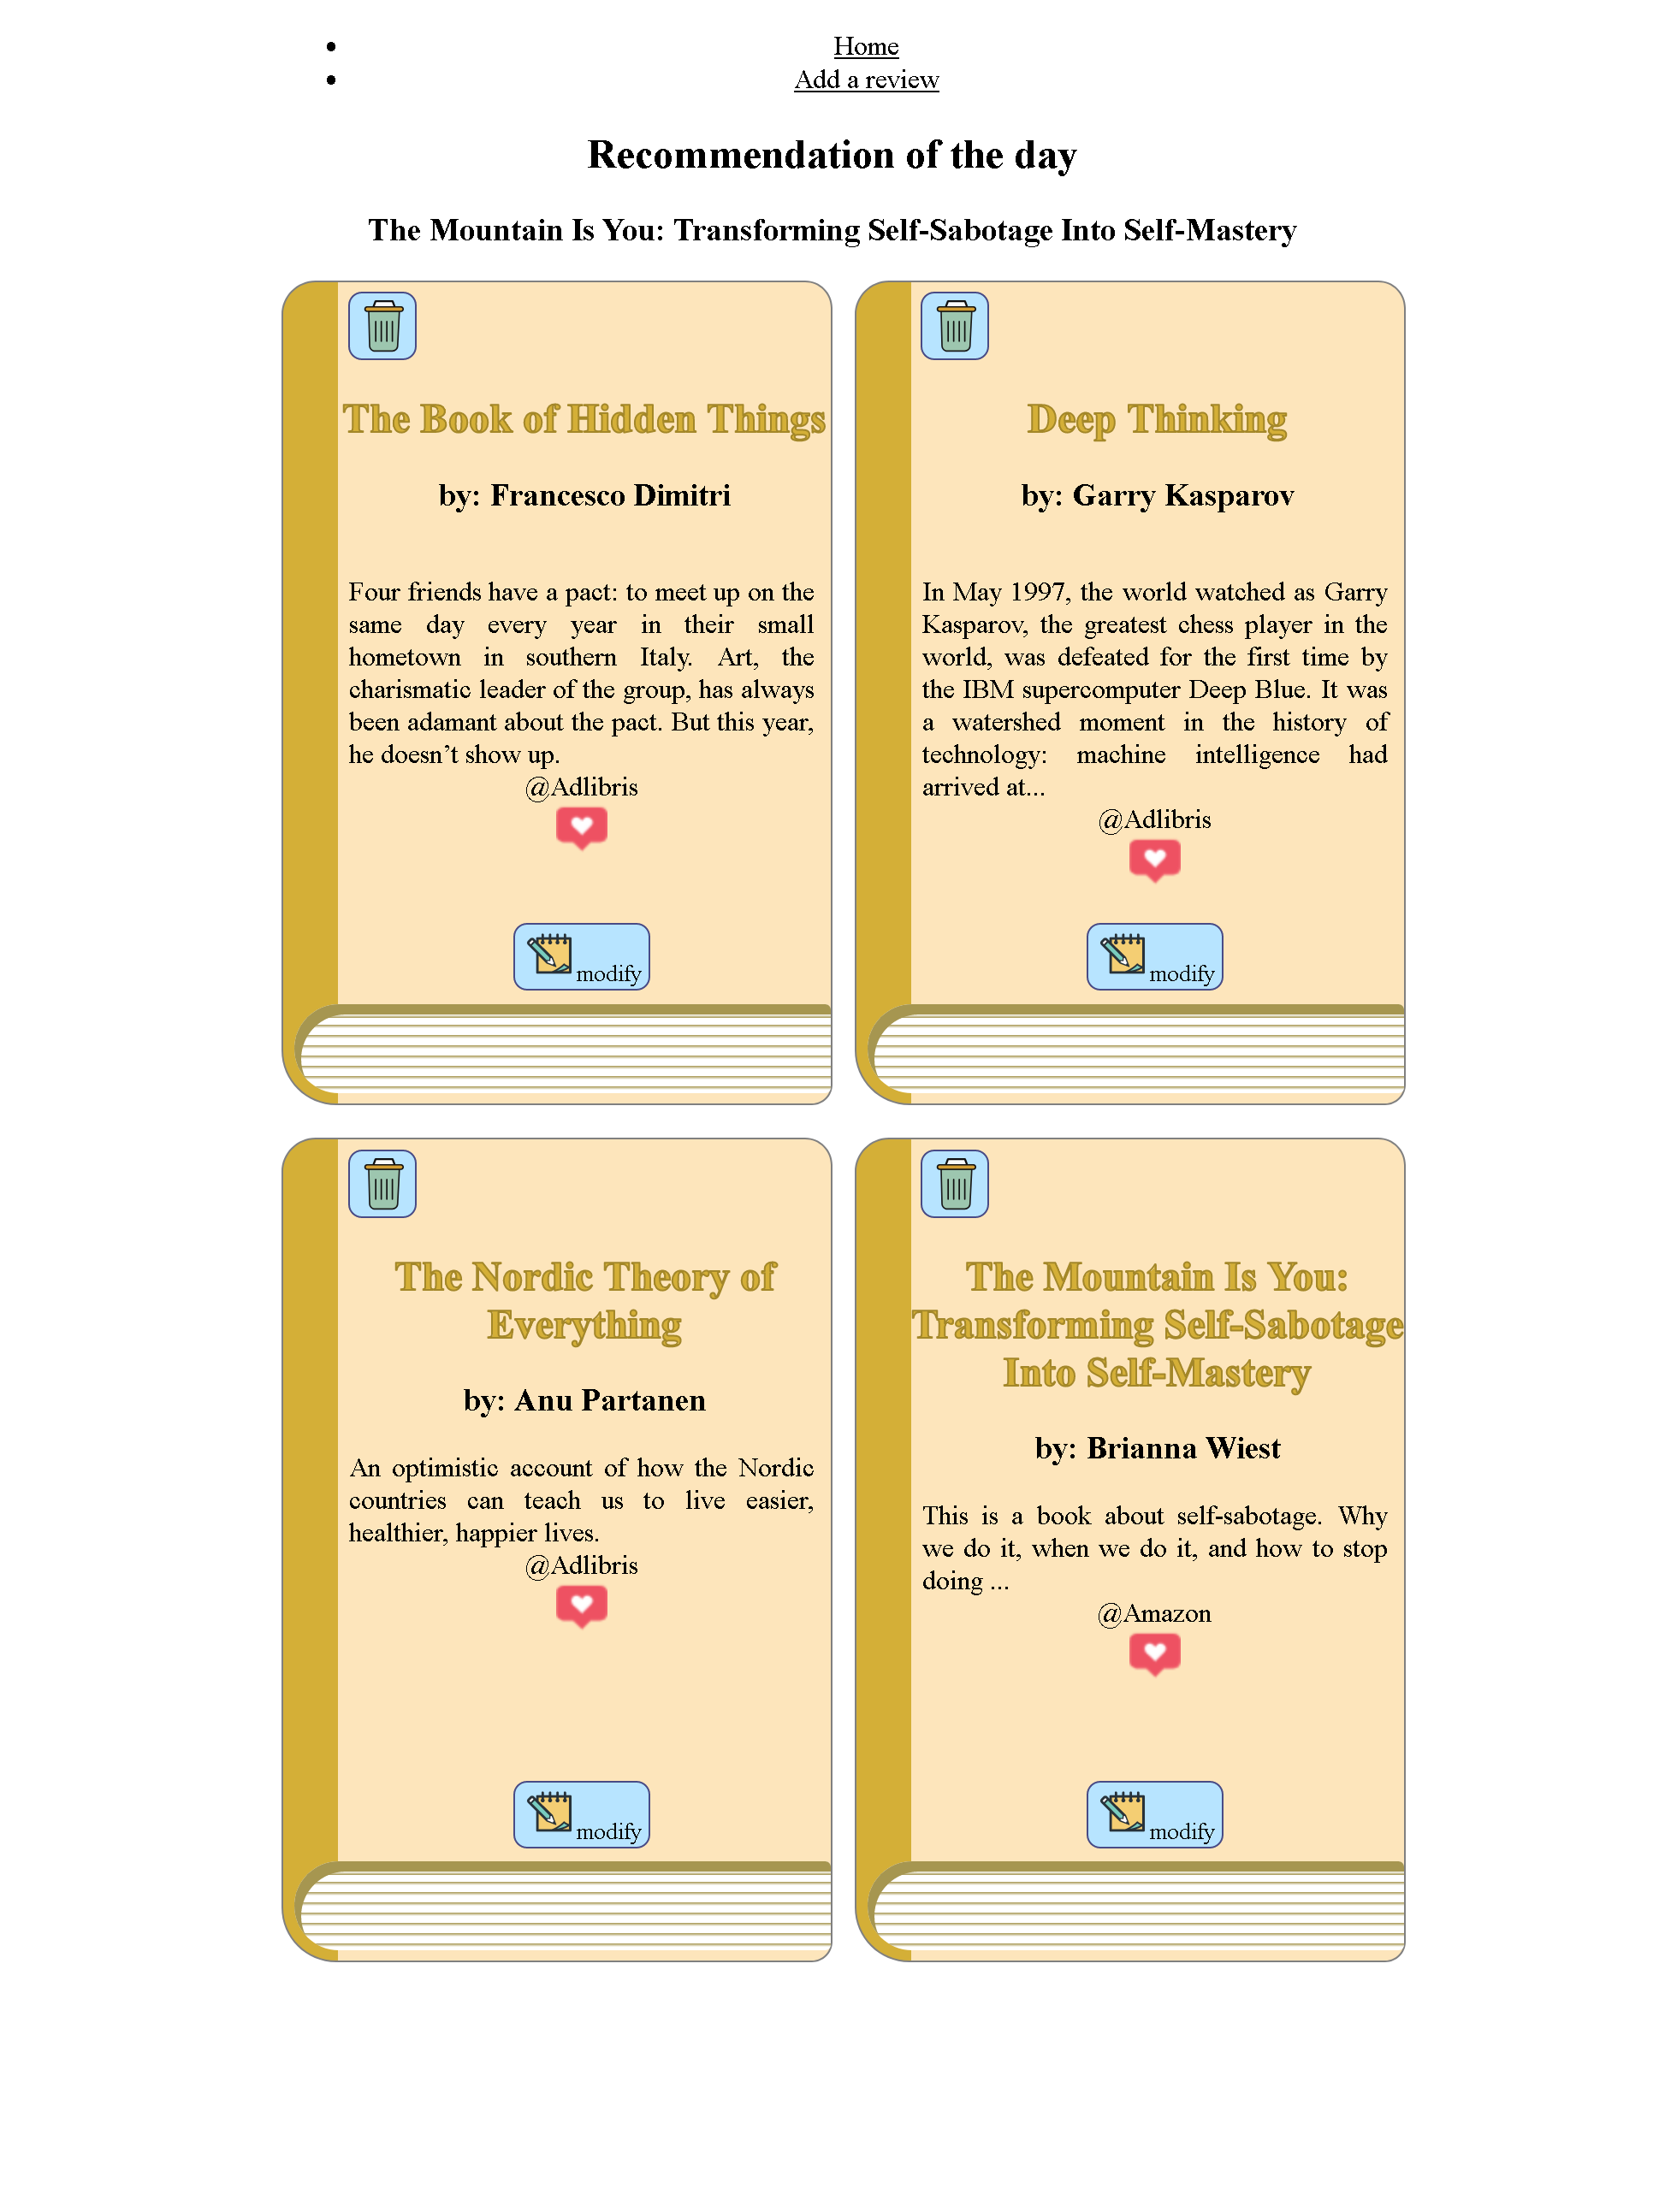 Home
Add a review
Recommendation of the day
The Mountain Is You: Transforming Self-Sabotage Into Self-Mastery
The Book of Hidden Things
by: Francesco Dimitri
Four friends have a pact: to meet up on the
same day every year in their small
hometown in southern Italy. Art, the
charismatic leader of the group, has always
been adamant about the pact. But this year,
he doesn’t show up.
@Adlibris
modify
Deep Thinking
by: Garry Kasparov
In May 1997, the world watched as Garry
Kasparov, the greatest chess player in the
world, was defeated for the first time by
the IBM supercomputer Deep Blue. It was
a watershed moment in the history of
technology: machine intelligence had
arrived at...
@Adlibris
modify
The Nordic Theory of
Everything
by: Anu Partanen
An optimistic account of how the Nordic
countries can teach us to live easier,
healthier, happier lives.
@Adlibris
modify
The Mountain Is You:
Transforming Self-Sabotage
Into Self-Mastery
by: Brianna Wiest
This is a book about self-sabotage. Why
we do it, when we do it, and how to stop
doing ...
@Amazon
modify